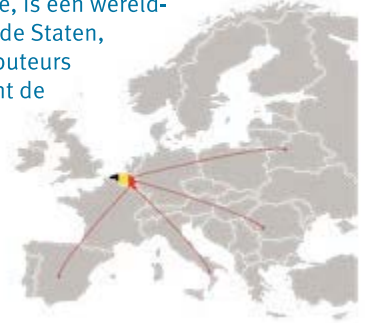 e, is een wereld-
de Staten,
buteurs
nt de